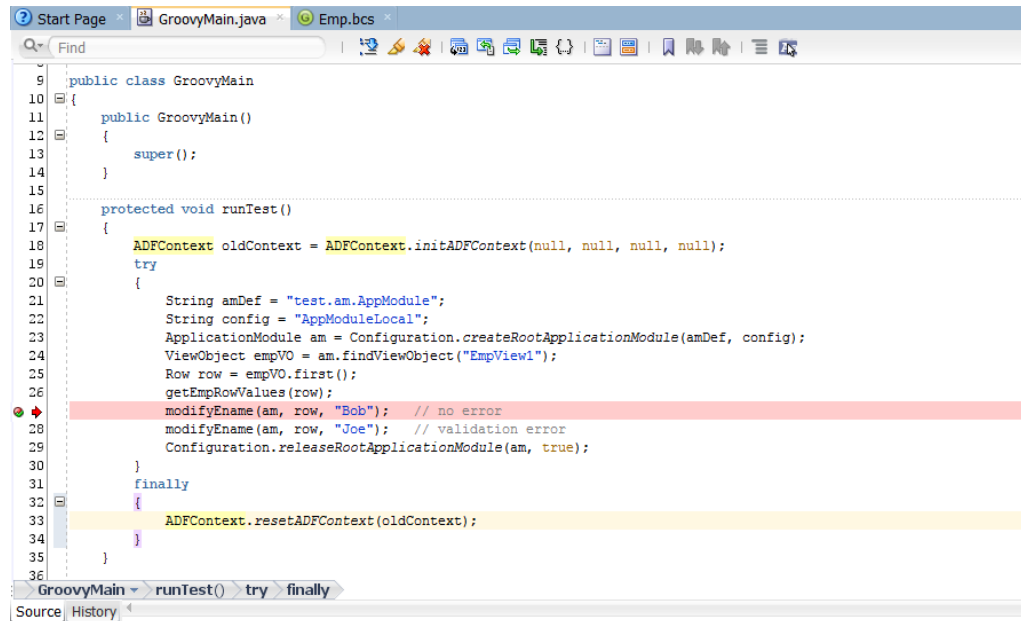 Start Page GroovyMain.java Emp.bcs
Find
9 public class GroovyMain
10 {
11 public GroovyMain()
12 {
13 super();
14 }
15
16 protected void runTest()
17 {
18 ADFContext oldContext = ADFContext.initADFContext(null, null, null, null);
19 try
20 {
21 String amDef = "test.am.AppModule";
22 String config = "AppModuleLocal";
23 ApplicationModule am = Configuration.createRootApplicationModule(amDef, config);
24 ViewObject empVO = am.findViewObject("EmpView1");
25 Row row = empVO.first();
26 getEmpRowValues(row);
modifyEname(am, row, "Bob"); // no error
28 modifyEname(am, row, "Joe"); // validation error
29 Configuration.releaseRootApplicationModule(am, true);
30 }
31 finally
32 {
33 ADFContext.resetADFContext(oldContext);
34 }
35 }
36
GroovyMain runTest() try finally
Source History